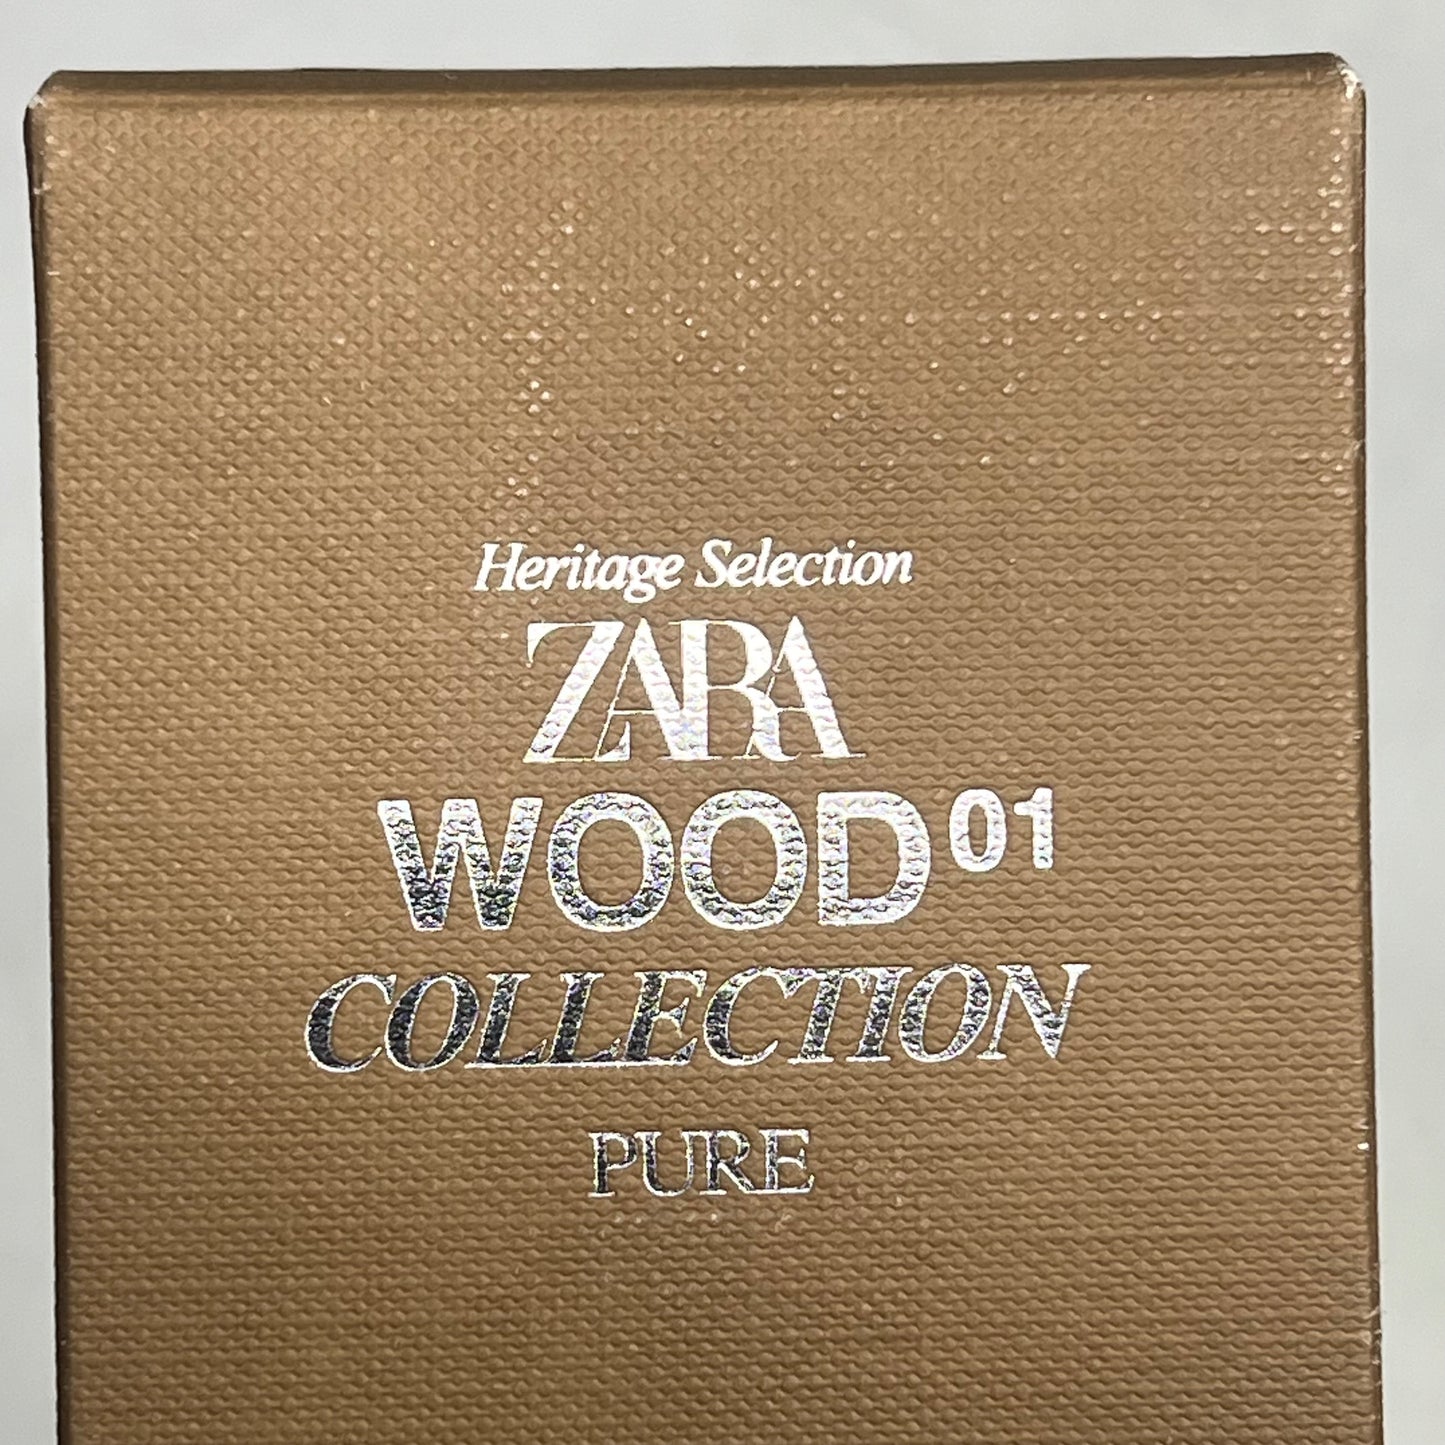 Heritage Selection
ZARA
WOOD 01
COLLECTION
PURE